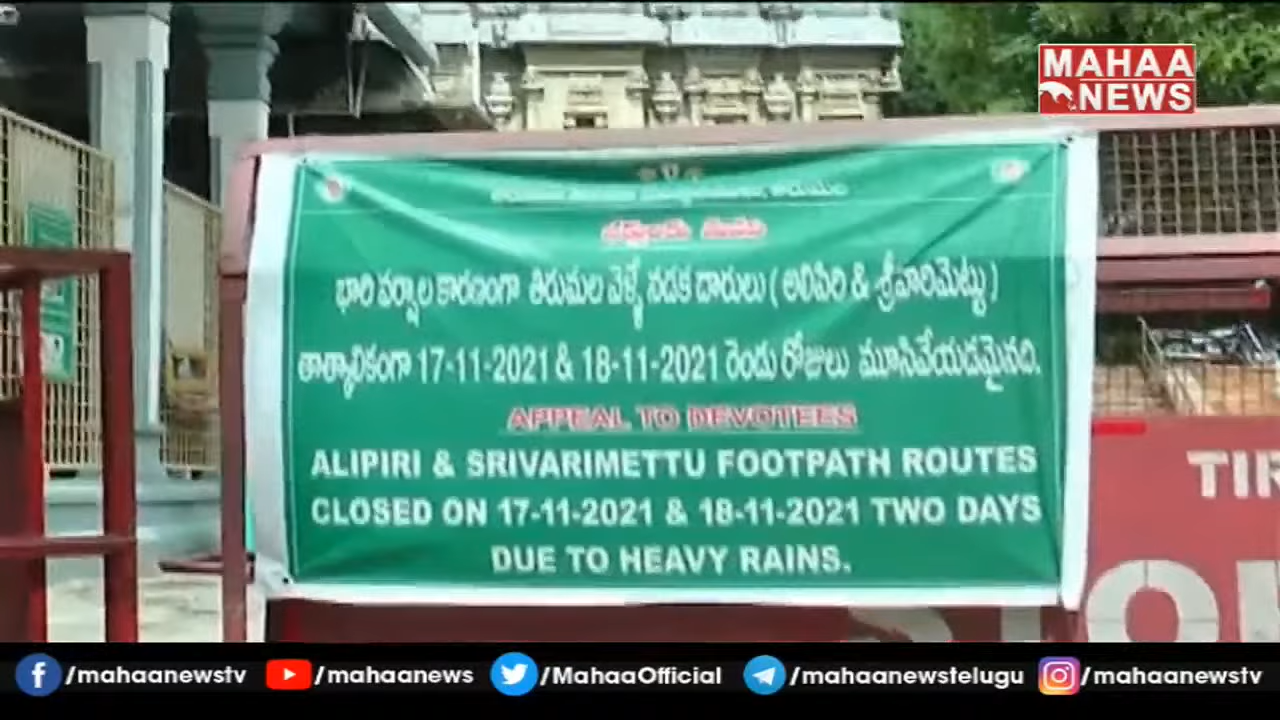 MAHAA
NEWS
భారీ వర్షాల కారణంగా తిరుమల వెళ్ళే నడక దారులు ( అలిపిరి & శ్రీవారిమెట్టు )
తాత్కాలికంగా 17-11-2021 & 18-11-2021 రెండు రోజులు మూసివేయడమైనది.
APPEAL TO DEVOTEES
ALIPIRI & SRIVARIMETTU FOOTPATH ROUTES
CLOSED ON 17-11-2021 & 18-11-2021 TWO DAYS
DUE TO HEAVY RAINS.
TIR
/mahaanewstv /mahaanews /MahaaOfficial /mahaanewstelugu /mahaanewstv